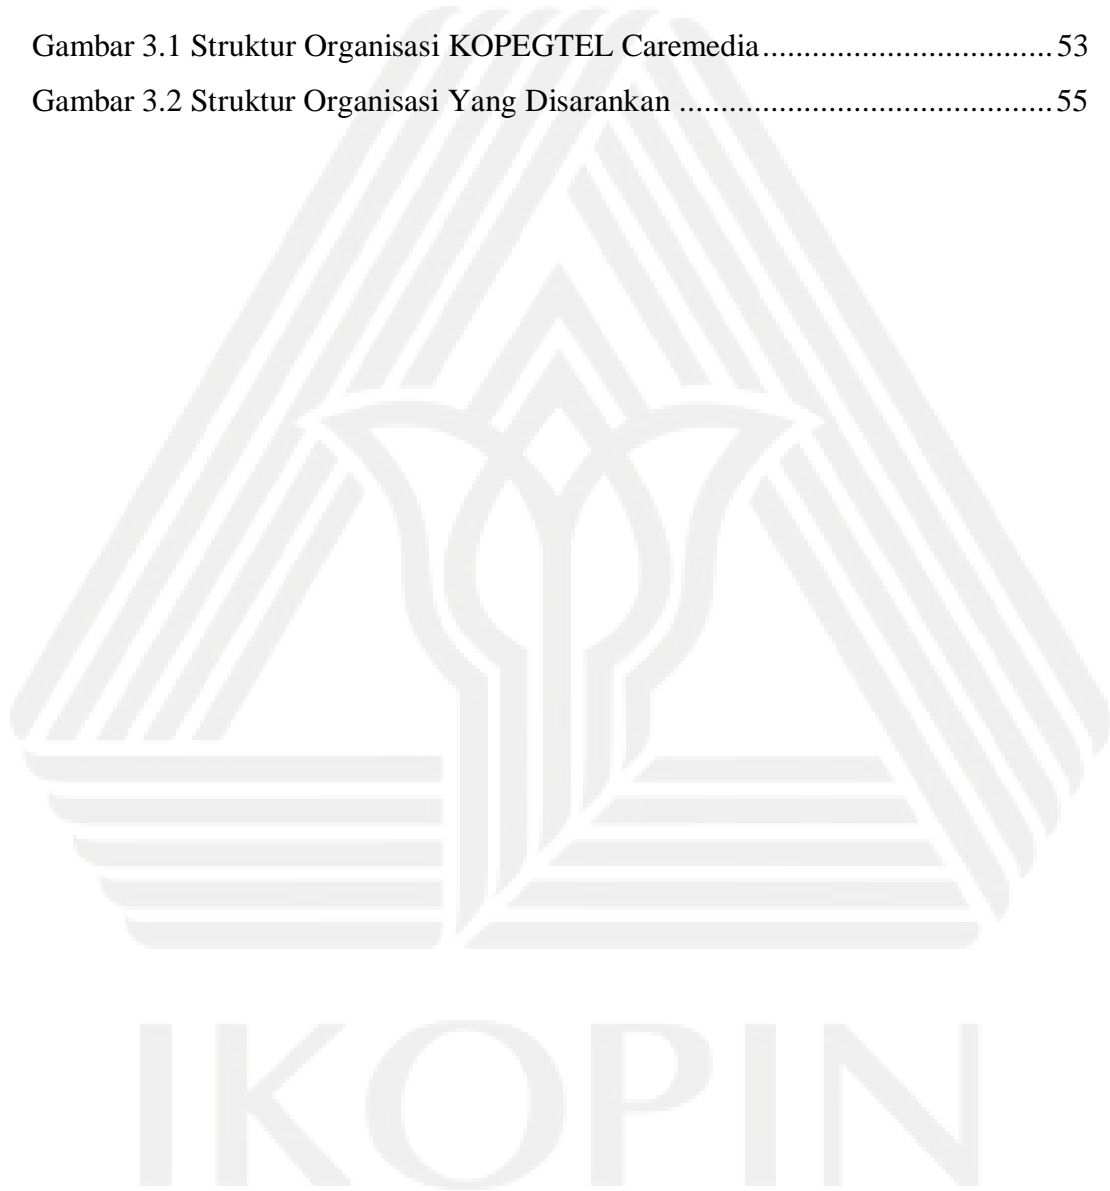 Gambar 3.1 Struktur Organisasi KOPEGTEL Caremedia.................................53
Gambar 3.2 Struktur Organisasi Yang Disarankan ..........................................55
IKOPIN